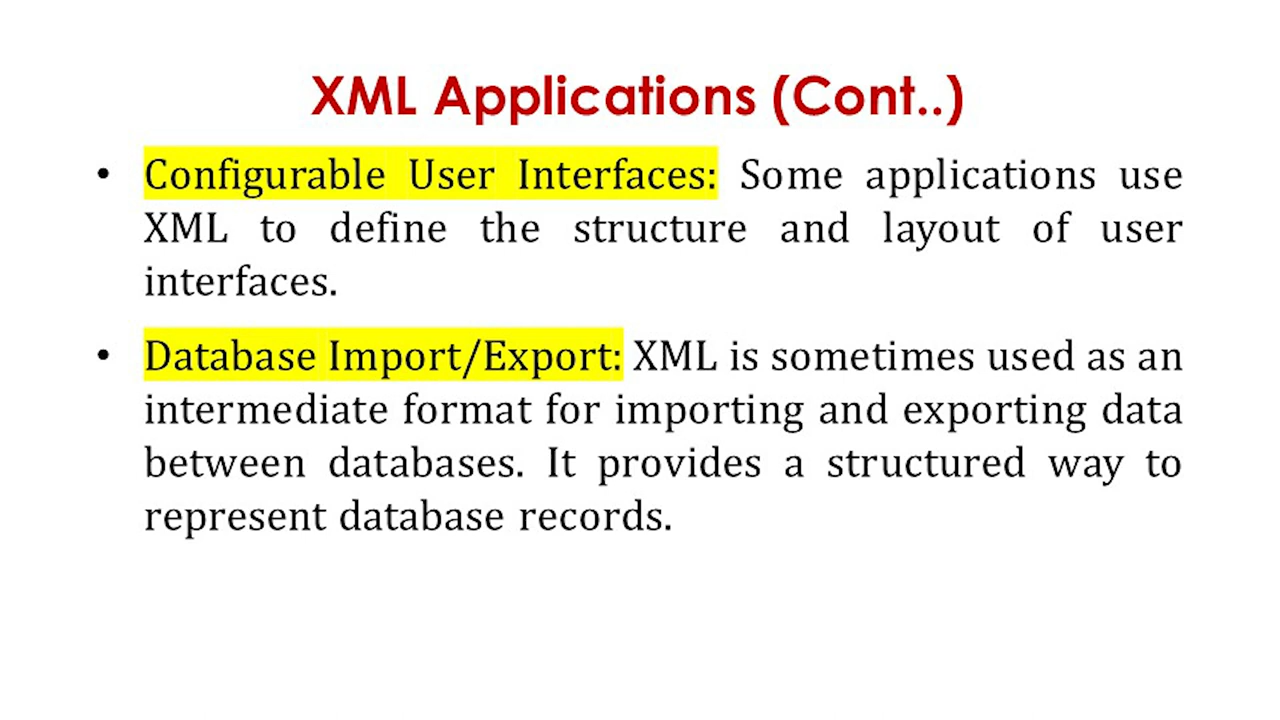 XML Applications (Cont..)
• Configurable User Interfaces: Some applications use
XML to define the structure and layout of user
interfaces.
• Database Import/Export: XML is sometimes used as an
intermediate format for importing and exporting data
between databases. It provides a structured way to
represent database records.